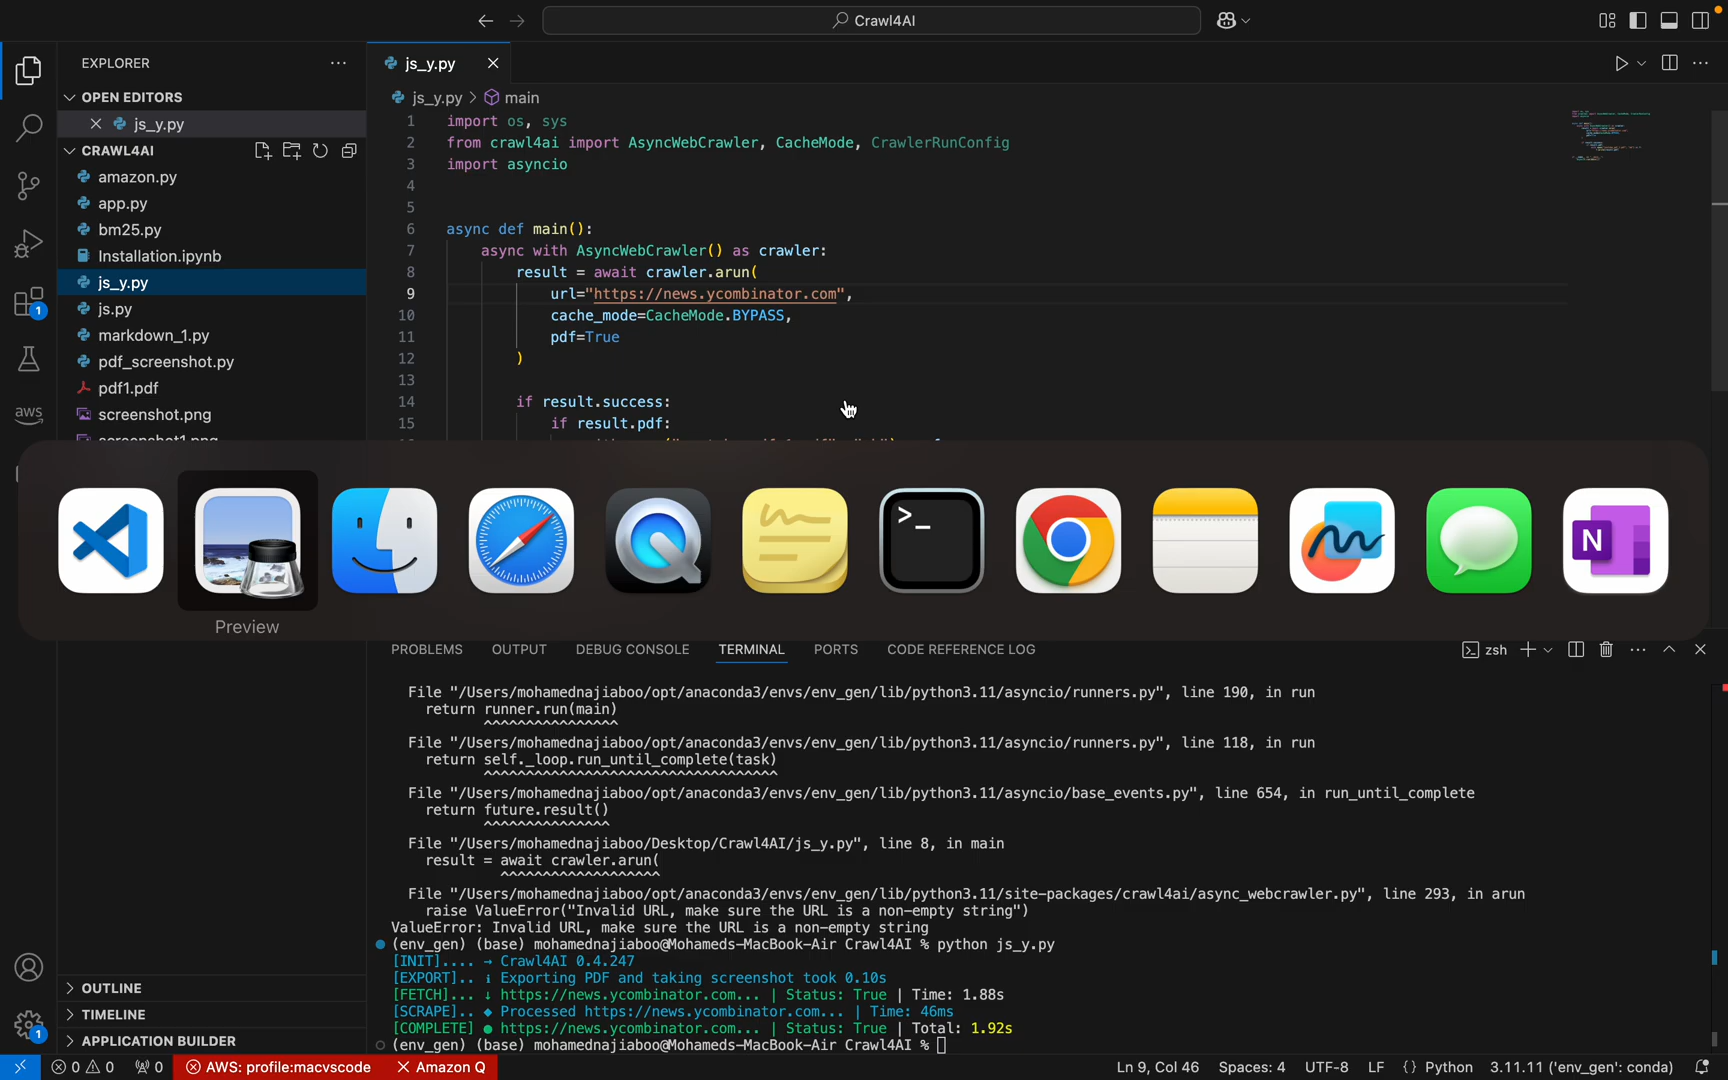 Crawl4AI
EXPLORER
OPEN EDITORS
js_y.py
CRAWL4AI
amazon.py
app.py
bm25.py
Installation.ipynb
js_y.py
js.py
markdown_1.py
pdf_screenshot.py
pdf1.pdf
screenshot.png
js_y.py
js_y.py > main
1 import os, sys
2 from crawl4ai import AsyncWebCrawler, CacheMode, CrawlerRunConfig
3 import asyncio
4
5
6 async def main():
7 async with AsyncWebCrawler() as crawler:
8 result = await crawler.arun(
9 url="https://news.ycombinator.com",
10 cache_mode=CacheMode.BYPASS,
11 pdf=True
12 )
13
14 if result.success:
15 if result.pdf:
aws
1
>_
N
Preview
PROBLEMS OUTPUT DEBUG CONSOLE TERMINAL PORTS CODE REFERENCE LOG
zsh
File "/Users/mohamednajiaboo/opt/anaconda3/envs/env_gen/lib/python3.11/asyncio/runners.py", line 190, in run
return runner.run(main)
^^^^^^^^^^^^^^^^
File "/Users/mohamednajiaboo/opt/anaconda3/envs/env_gen/lib/python3.11/asyncio/runners.py", line 118, in run
return self._loop.run_until_complete(task)
^^^^^^^^^^^^^^^^^^^^^^^^^^^^^^^^^^^
File "/Users/mohamednajiaboo/opt/anaconda3/envs/env_gen/lib/python3.11/asyncio/base_events.py", line 654, in run_until_complete
return future.result()
^^^^^^^^^^^^^^^
File "/Users/mohamednajiaboo/Desktop/Crawl4AI/js_y.py", line 8, in main
result = await crawler.arun(
^^^^^^^^^^^^^^^^^^^
File "/Users/mohamednajiaboo/opt/anaconda3/envs/env_gen/lib/python3.11/site-packages/crawl4ai/async_webcrawler.py", line 293, in arun
raise ValueError("Invalid URL, make sure the URL is a non-empty string")
ValueError: Invalid URL, make sure the URL is a non-empty string
(env_gen) (base) mohamednajiaboo@Mohameds-MacBook-Air Crawl4AI % python js_y.py
[INIT].... → Crawl4AI 0.4.247
[EXPORT].. ℹ Exporting PDF and taking screenshot took 0.10s
[FETCH]... ↓ https://news.ycombinator.com... | Status: True | Time: 1.88s
[SCRAPE].. ◆ Processed https://news.ycombinator.com... | Time: 46ms
[COMPLETE] ● https://news.ycombinator.com... | Status: True | Total: 1.92s
(env_gen) (base) mohamednajiaboo@Mohameds-MacBook-Air Crawl4AI %
OUTLINE
TIMELINE
APPLICATION BUILDER
1
0 0 0 AWS: profile:macvscode Amazon Q Ln 9, Col 46 Spaces: 4 UTF-8 LF {} Python 3.11.11 ('env_gen': conda)